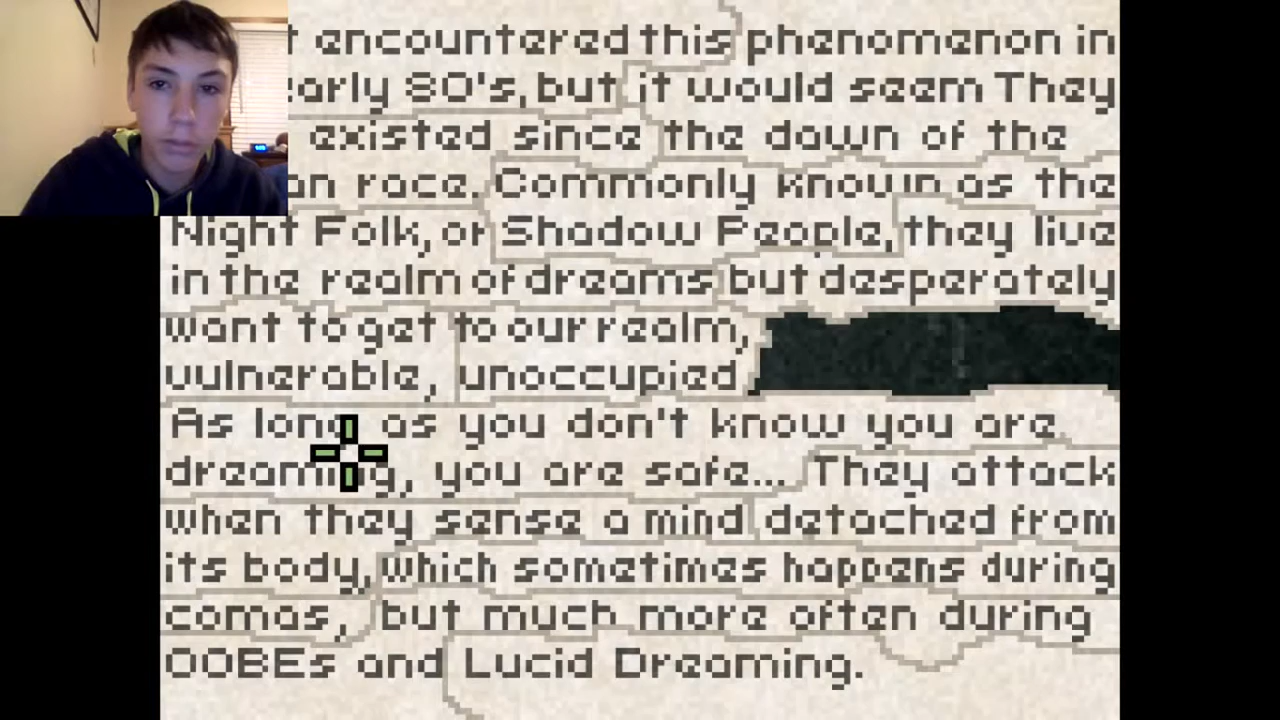 encountered this phenomenon in
early 80's, but it would seem They
existed since the dawn of the
race. Commonly known as the
Night Folk, or Shadow People, they live
in the realm of dreams but desperately
want to get to our realm,
vulnerable, unoccupied
As long as you don't know you are
dreaming, you are safe... They attack
when they sense a mind detached from
its body, which sometimes happens during
comas, but much more often during
OOBEs and Lucid Dreaming.